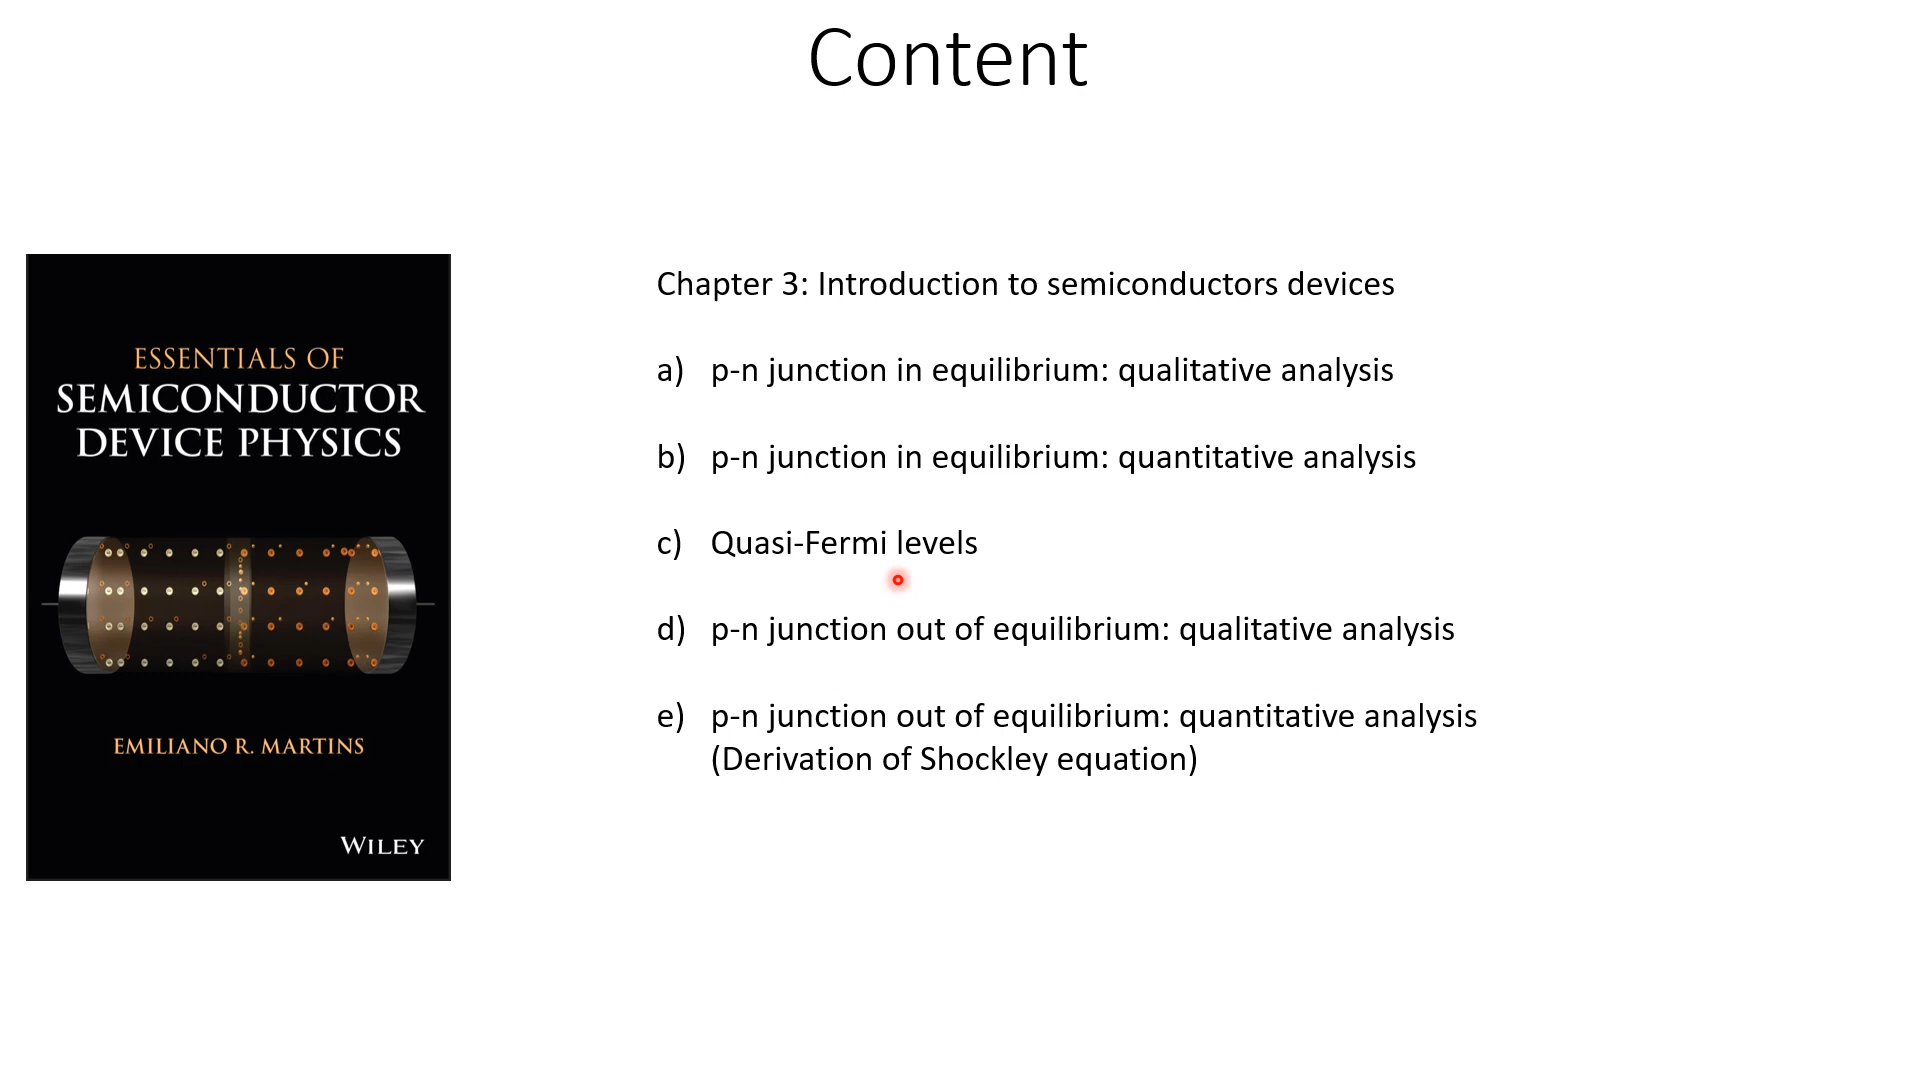 Content
ESSENTIALS OF
SEMICONDUCTOR
DEVICE PHYSICS
EMILIANO R. MARTINS
WILEY
Chapter 3: Introduction to semiconductors devices
a) p-n junction in equilibrium: qualitative analysis
b) p-n junction in equilibrium: quantitative analysis
c) Quasi-Fermi levels
d) p-n junction out of equilibrium: qualitative analysis
e) p-n junction out of equilibrium: quantitative analysis
(Derivation of Shockley equation)